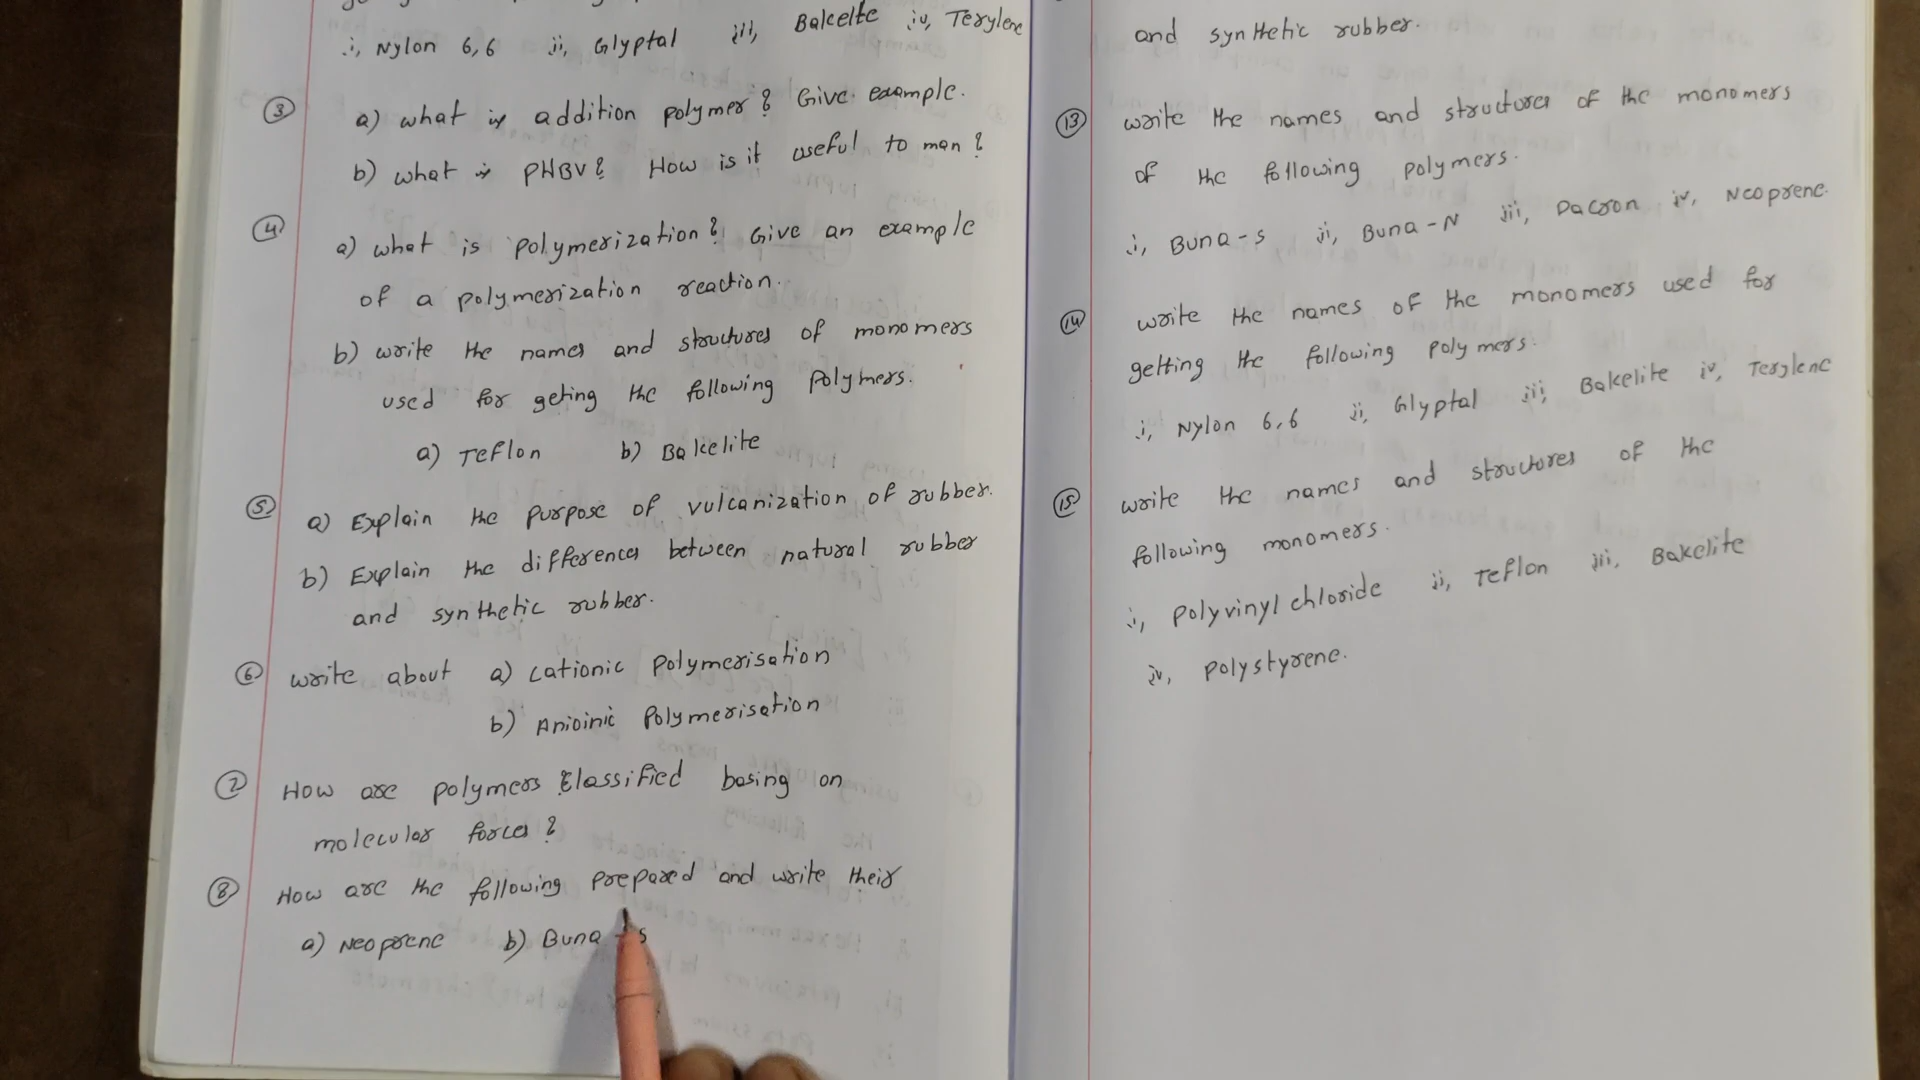 i, Nylon 6,6 ii, Glyptal iii, Bakelte iv, Terylene
③ a) what is addition polymer? Give example.
b) what is PHBV? How is it useful to man?
④ a) what is polymerization? Give an example
of a polymerization reaction.
b) write the names and structures of monomers
used for geting the following polymers.
a) Teflon b) Bakelite
⑤ a) Explain the purpose of vulcanization of rubber.
b) Explain the differences between natural rubber
and synthetic rubber.
⑥ write about a) cationic polymerisation
b) Anioinic polymerisation
⑦ How are polymers classified basing on
molecular forces?
⑧ How are the following prepared and write their
a) Neoprene b) Buna-s
and synthetic rubber.
⑬ write the names and structures of the monomers
of the following polymers.
i, Buna-s ii, Buna-N iii, Dacron iv, Neoprene.
⑭ write the names of the monomers used for
getting the following polymers.
i, Nylon 6,6 ii, Glyptal iii, Bakelite iv, Terylene
⑮ write the names and structures of the
following monomers.
i, polyvinyl chloride ii, Teflon iii, Bakelite
iv, polystyrene.